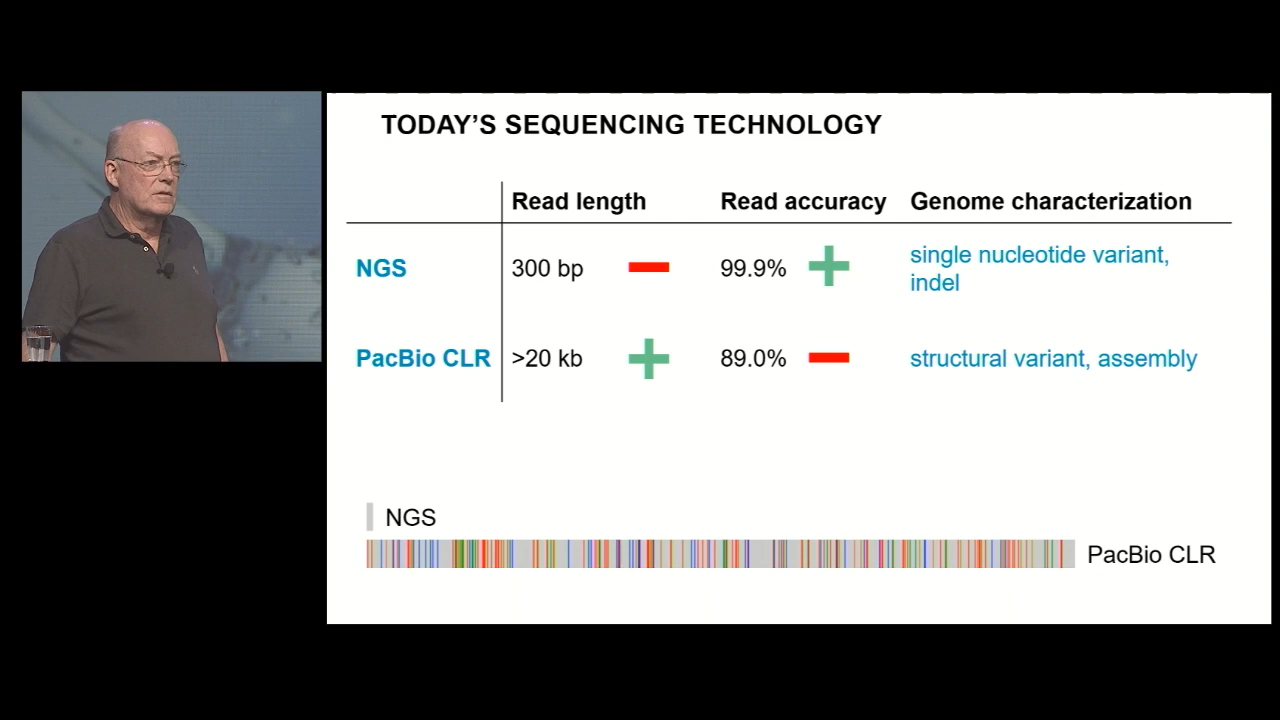 TODAY'S SEQUENCING TECHNOLOGY
Read length Read accuracy Genome characterization
NGS 300 bp 99.9% single nucleotide variant,
indel
PacBio CLR >20 kb 89.0% structural variant, assembly
NGS
PacBio CLR